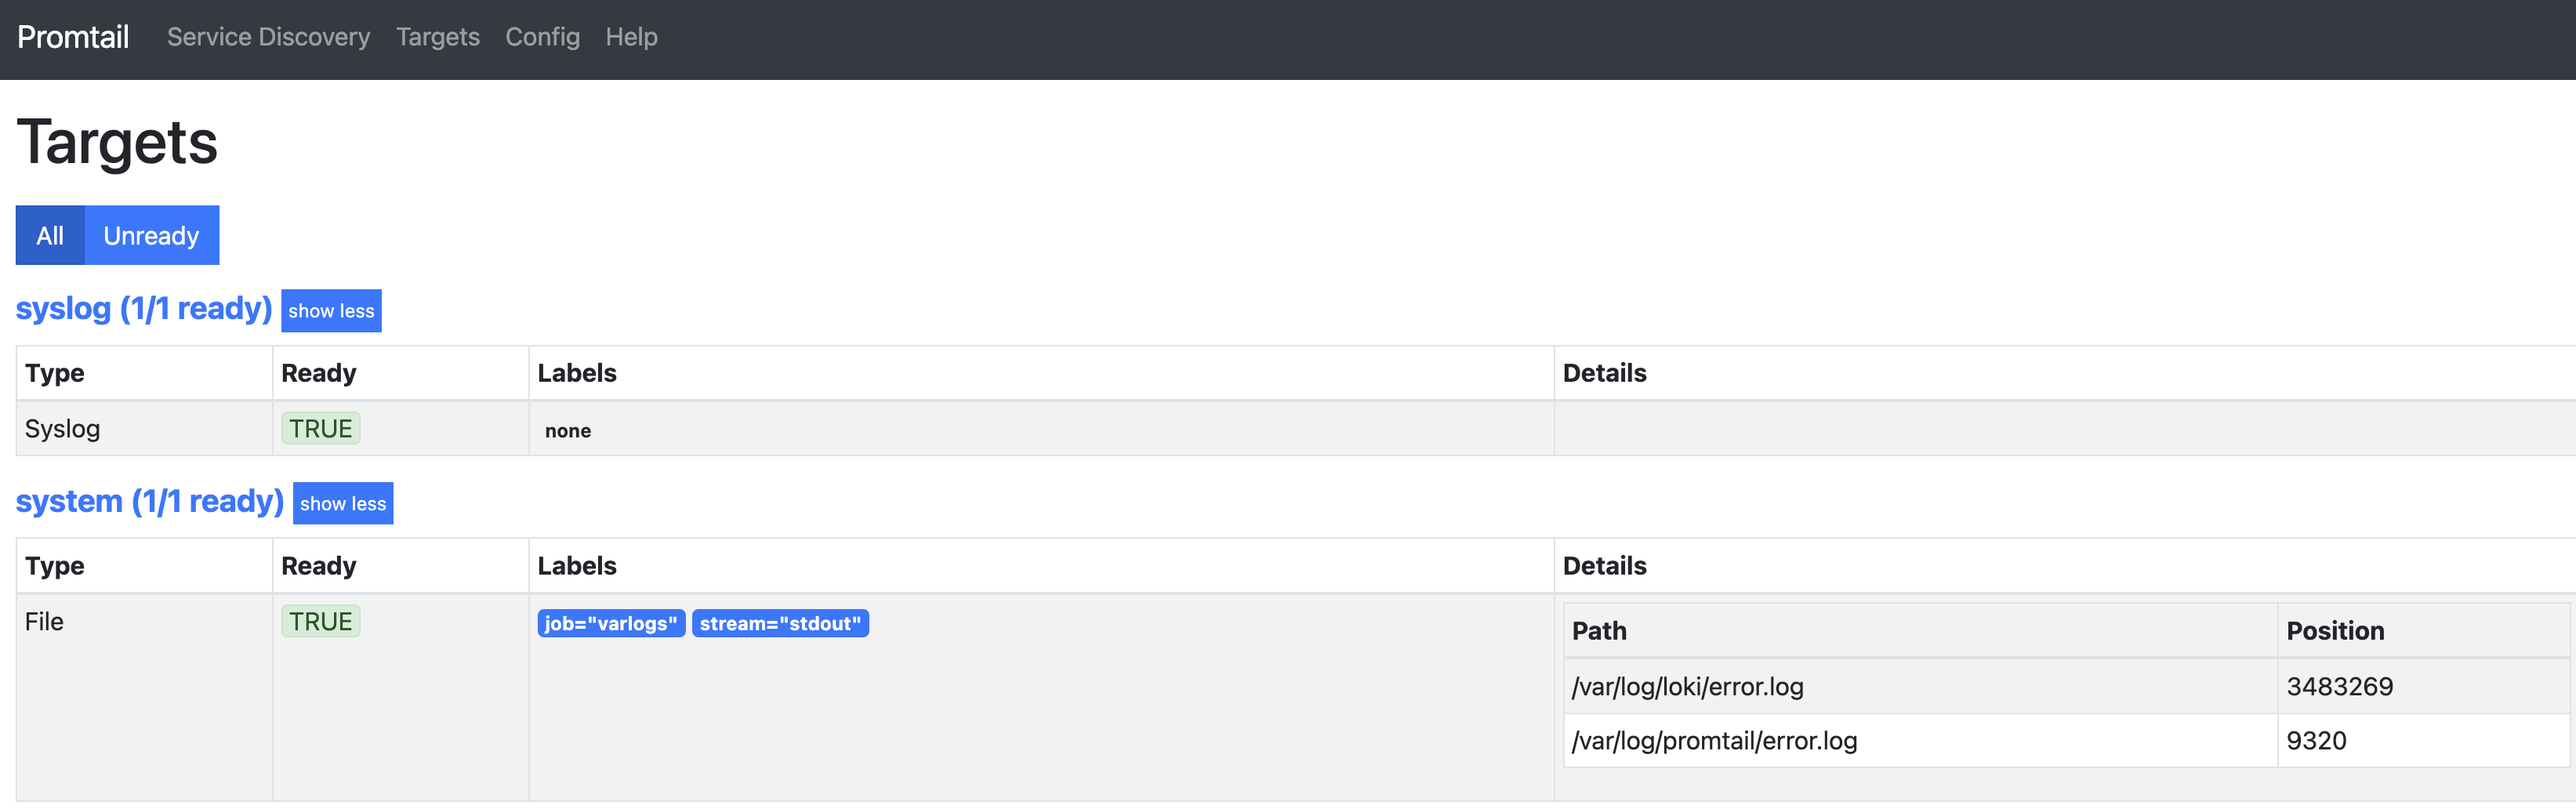 Promtail Service Discovery Targets Config Help
Targets
All Unready
syslog (1/1 ready) show less
Type Ready Labels Details
Syslog TRUE none
system (1/1 ready) show less
Type Ready Labels Details
File TRUE job="varlogs" stream="stdout"
Path Position
/var/log/loki/error.log 3483269
/var/log/promtail/error.log 9320